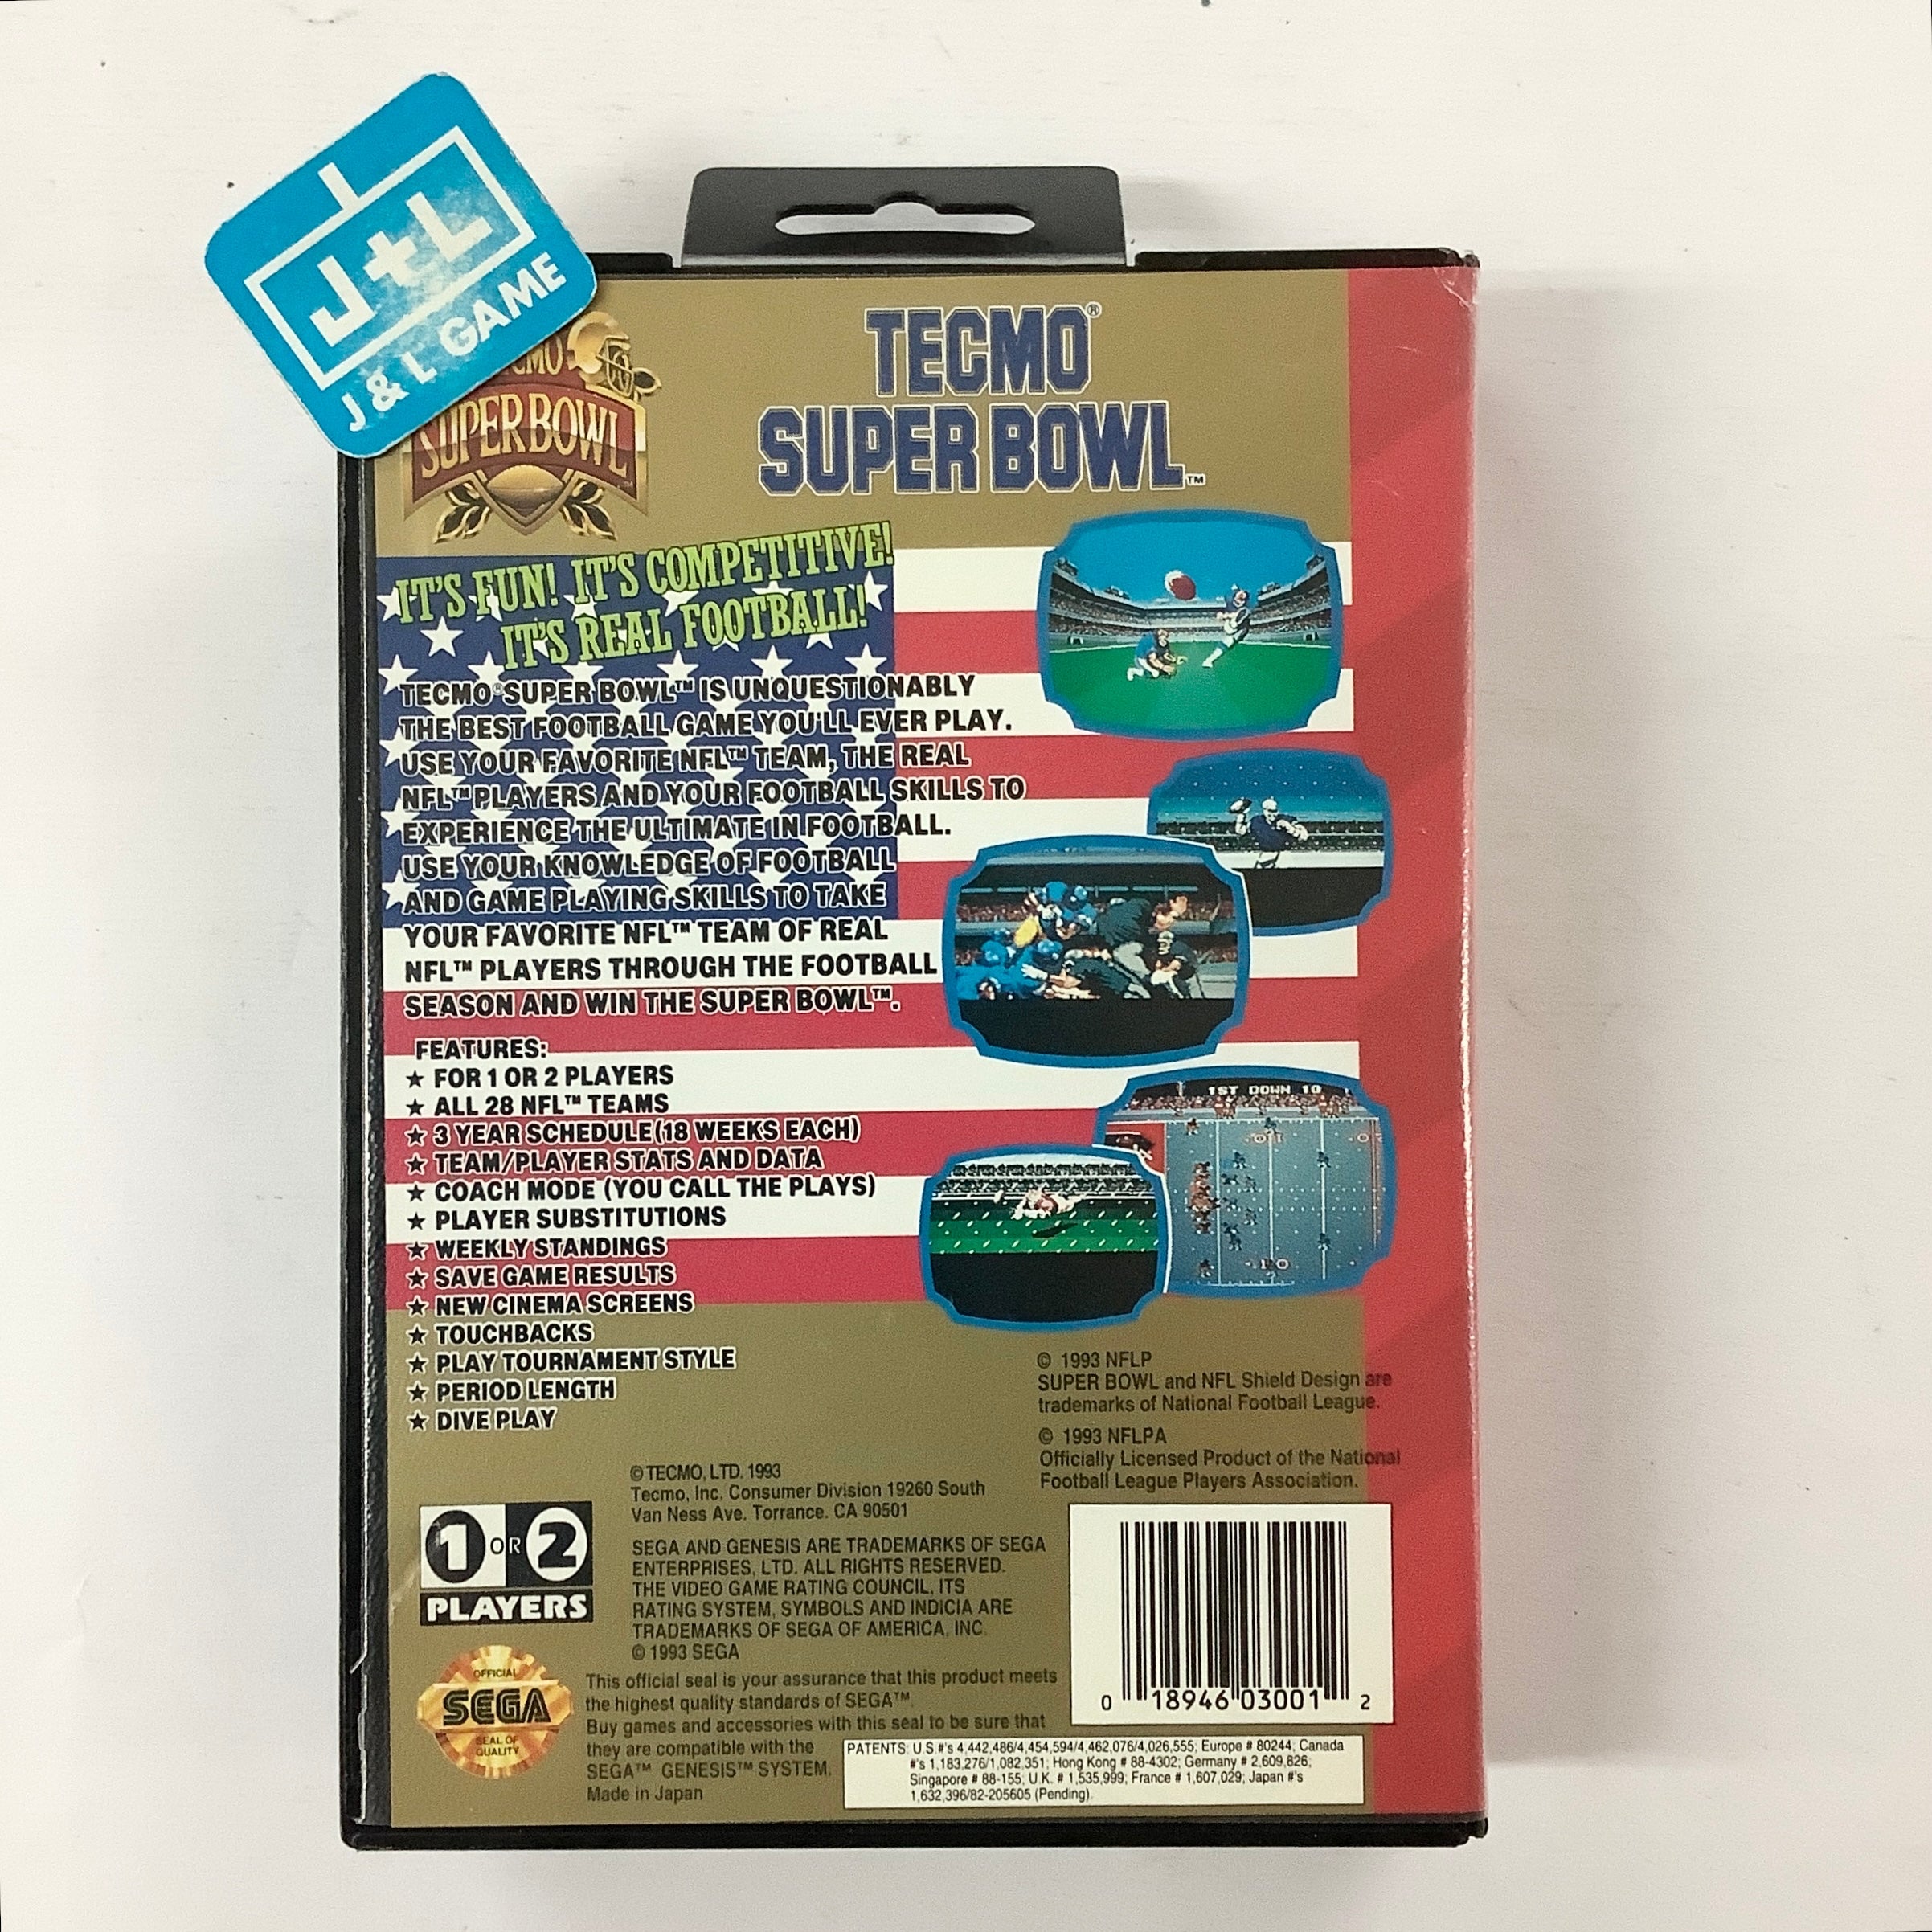 J+L
J & L GAME
SUPER BOWL
TECMO®
SUPER BOWL™
IT'S FUN! IT'S COMPETITIVE!
IT'S REAL FOOTBALL!
TECMO® SUPER BOWL™ IS UNQUESTIONABLY
THE BEST FOOTBALL GAME YOU'LL EVER PLAY.
USE YOUR FAVORITE NFL™ TEAM, THE REAL
NFL™ PLAYERS AND YOUR FOOTBALL SKILLS TO
EXPERIENCE THE ULTIMATE IN FOOTBALL.
USE YOUR KNOWLEDGE OF FOOTBALL
AND GAME PLAYING SKILLS TO TAKE
YOUR FAVORITE NFL™ TEAM OF REAL
NFL™ PLAYERS THROUGH THE FOOTBALL
SEASON AND WIN THE SUPER BOWL™.
FEATURES:
★ FOR 1 OR 2 PLAYERS
★ ALL 28 NFL™ TEAMS
★ 3 YEAR SCHEDULE (18 WEEKS EACH)
★ TEAM/PLAYER STATS AND DATA
★ COACH MODE (YOU CALL THE PLAYS)
★ PLAYER SUBSTITUTIONS
★ WEEKLY STANDINGS
★ SAVE GAME RESULTS
★ NEW CINEMA SCREENS
★ TOUCHBACKS
★ PLAY TOURNAMENT STYLE
★ PERIOD LENGTH
★ DIVE PLAY
1ST DOWN 10
© 1993 NFLP
SUPER BOWL and NFL Shield Design are
trademarks of National Football League.
© 1993 NFLPA
Officially Licensed Product of the National
Football League Players Association.
© TECMO, LTD. 1993
Tecmo, Inc. Consumer Division 19260 South
Van Ness Ave. Torrance. CA 90501
1 OR 2
PLAYERS
SEGA AND GENESIS ARE TRADEMARKS OF SEGA
ENTERPRISES, LTD. ALL RIGHTS RESERVED.
THE VIDEO GAME RATING COUNCIL, ITS
RATING SYSTEM, SYMBOLS AND INDICIA ARE
TRADEMARKS OF SEGA OF AMERICA, INC.
© 1993 SEGA
OFFICIAL
SEGA
SEAL OF
QUALITY
This official seal is your assurance that this product meets
the highest quality standards of SEGA™.
Buy games and accessories with this seal to be sure that
they are compatible with the
SEGA™ GENESIS™ SYSTEM.
Made in Japan
0 18946 03001 2
PATENTS: U.S.#'s 4,442,486/4,454,594/4,462,076/4,026,555; Europe # 80244; Canada
#'s 1,183,276/1,082,351; Hong Kong # 88-4302; Germany # 2,609,826;
Singapore # 88-155; U.K. # 1,535,999; France # 1,607,029; Japan #'s
1,632,396/82-205605 (Pending).